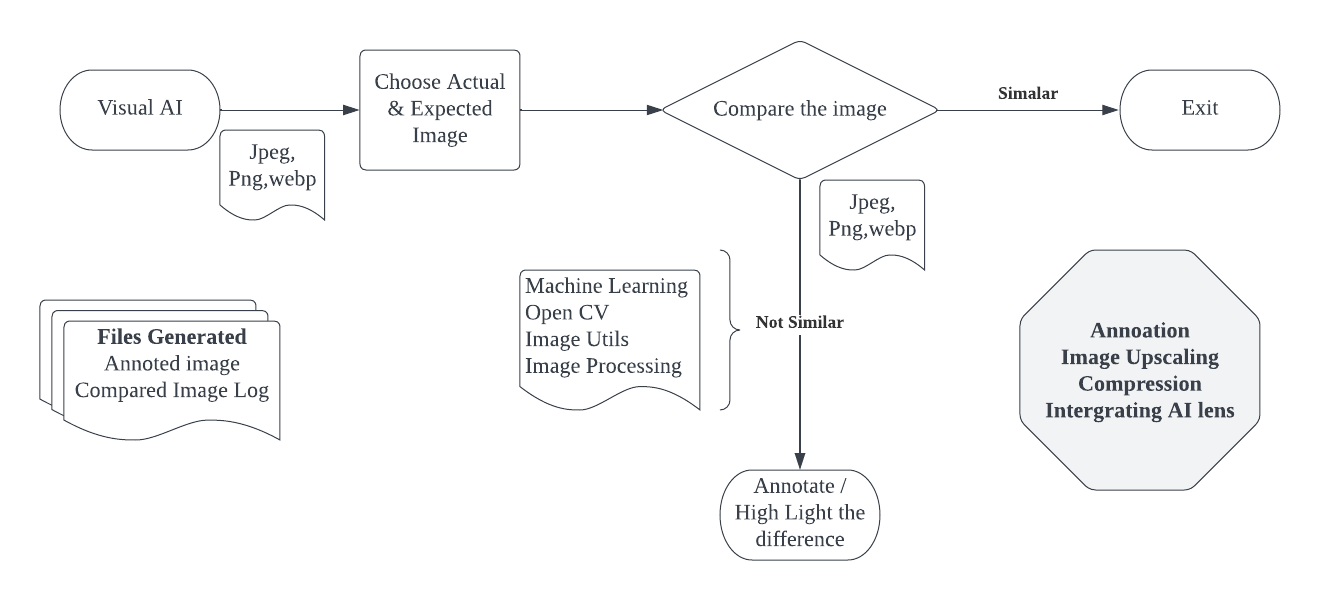 Visual AI
Jpeg,
Png,webp
Choose Actual
& Expected
Image
Compare the image
Simalar
Exit
Jpeg,
Png,webp
Machine Learning
Open CV
Image Utils
Image Processing
Not Similar
Files Generated
Annoted image
Compared Image Log
Annoation
Image Upscaling
Compression
Intergrating AI lens
Annotate /
High Light the
difference